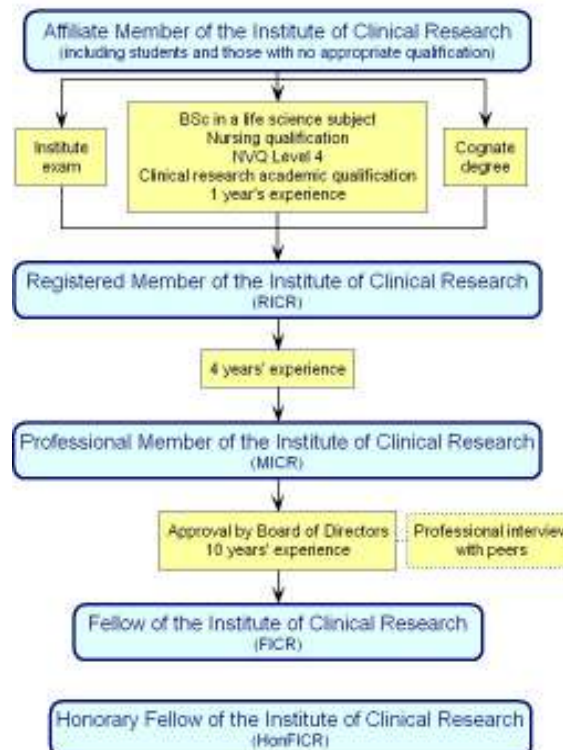 Affiliate Member of the Institute of Clinical Research
(including students and those with no appropriate qualification)
Institute
exam
BSc in a life science subject
Nursing qualification
NVQ Level 4
Clinical research academic qualification
1 year's experience
Cognate
degree
Registered Member of the Institute of Clinical Research
(RICR)
4 years' experience
Professional Member of the Institute of Clinical Research
(MICR)
Approval by Board of Directors
10 years' experience
Professional interview
with peers
Fellow of the Institute of Clinical Research
(FICR)
Honorary Fellow of the Institute of Clinical Research
(HonFICR)